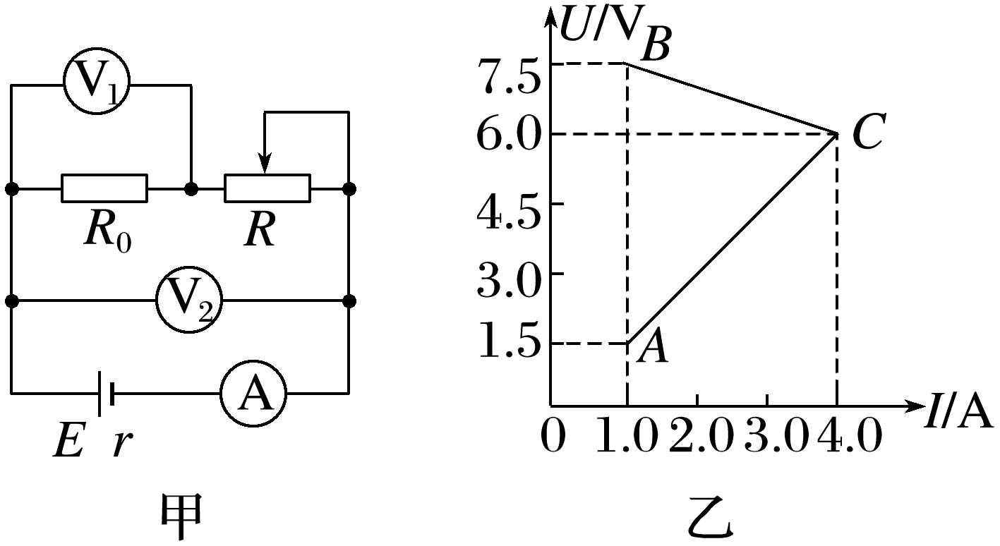 V₁
R₀
R
V₂
A
E r
甲
U/V
B
7.5
6.0
C
4.5
3.0
1.5
A
I/A
0 1.0 2.0 3.0 4.0
乙